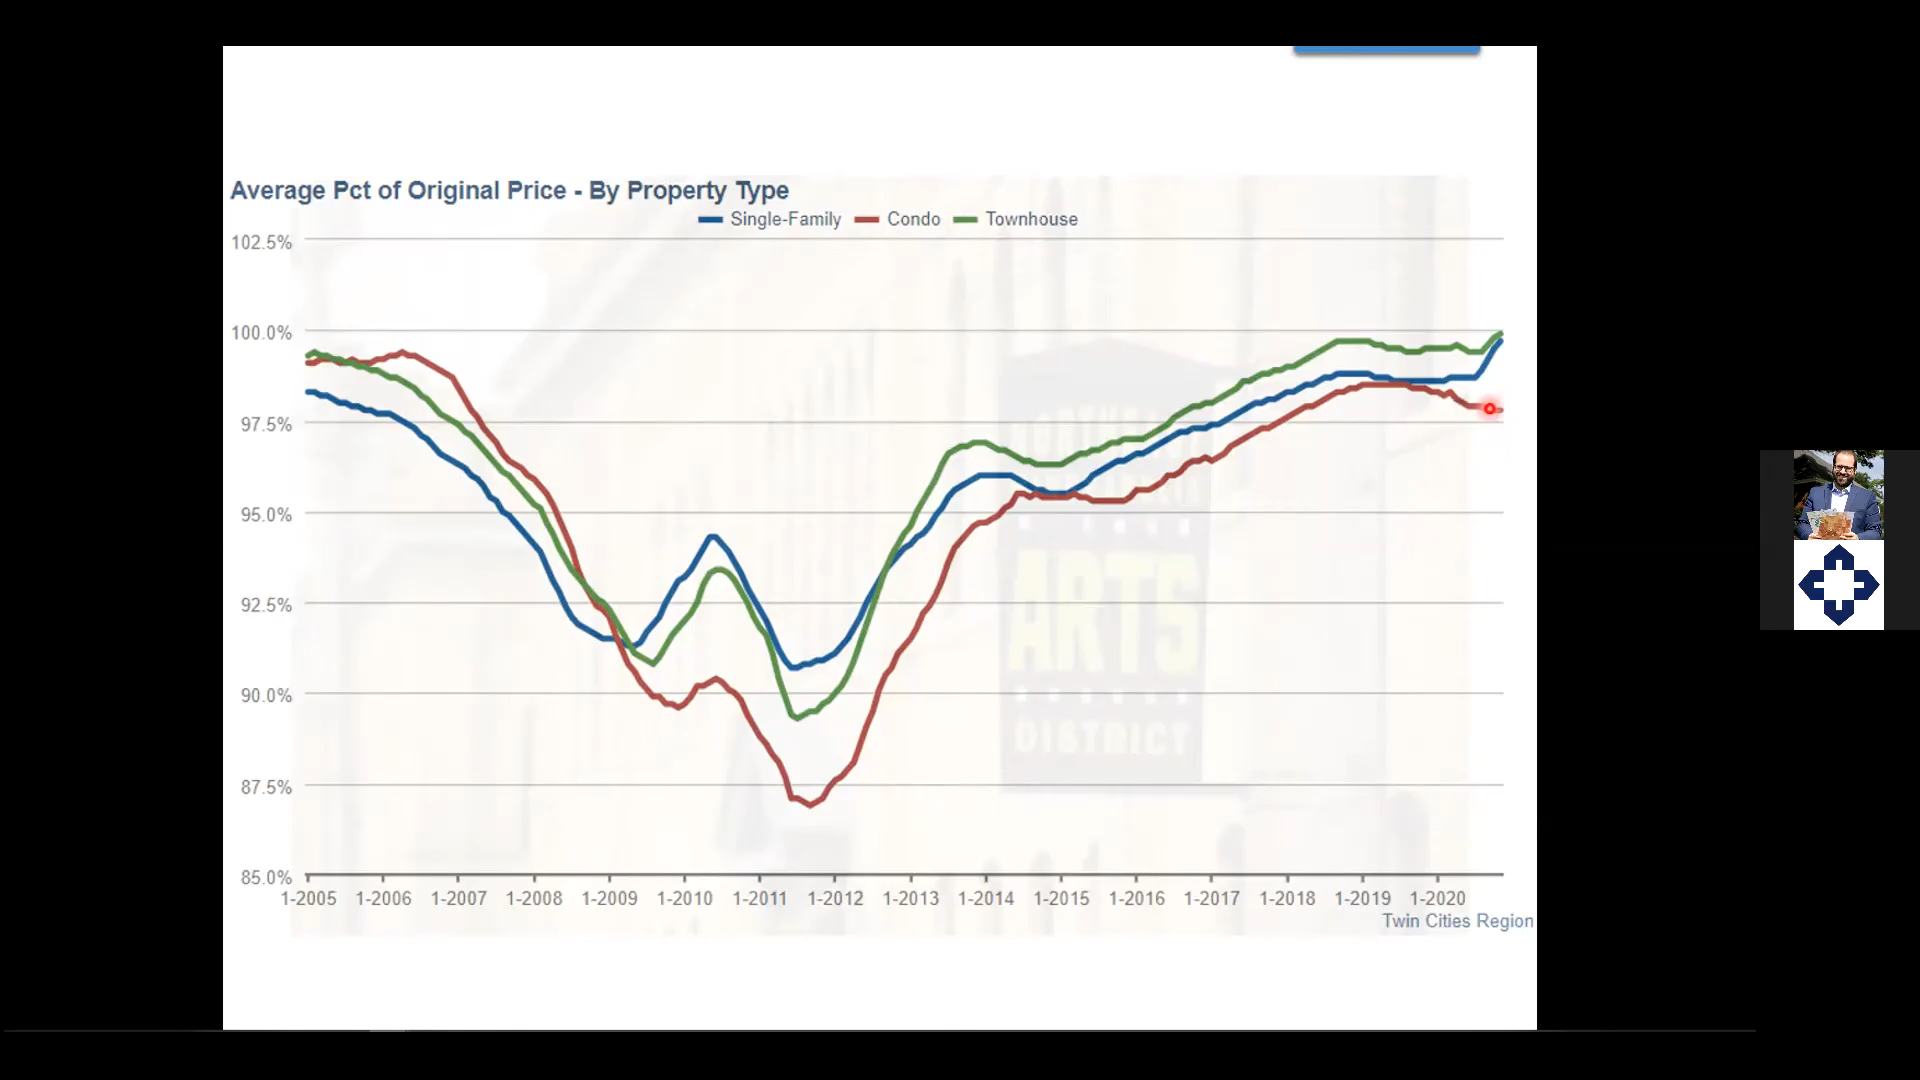 Average Pct of Original Price - By Property Type
Single-Family Condo Townhouse
102.5%
100.0%
97.5%
95.0%
92.5%
90.0%
87.5%
85.0%
1-2005 1-2006 1-2007 1-2008 1-2009 1-2010 1-2011 1-2012 1-2013 1-2014 1-2015 1-2016 1-2017 1-2018 1-2019 1-2020
Twin Cities Region
ARTS
DISTRICT